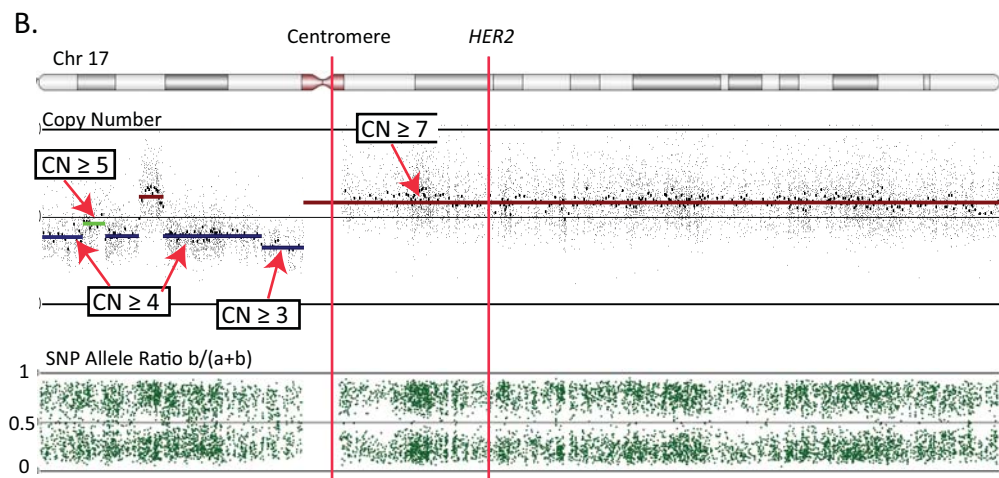 B.
Centromere HER2
Chr 17
Copy Number
CN ≥ 7
CN ≥ 5
CN ≥ 4
CN ≥ 3
SNP Allele Ratio b/(a+b)
1
0.5
0